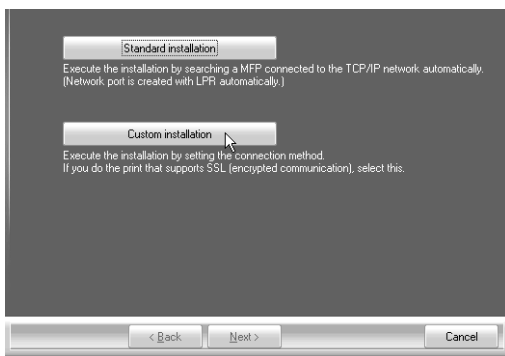 Standard installation
Execute the installation by searching a MFP connected to the TCP/IP network automatically.
(Network port is created with LPR automatically.)
Custom installation
Execute the installation by setting the connection method.
If you do the print that supports SSL (encrypted communication), select this.
< Back
Next >
Cancel